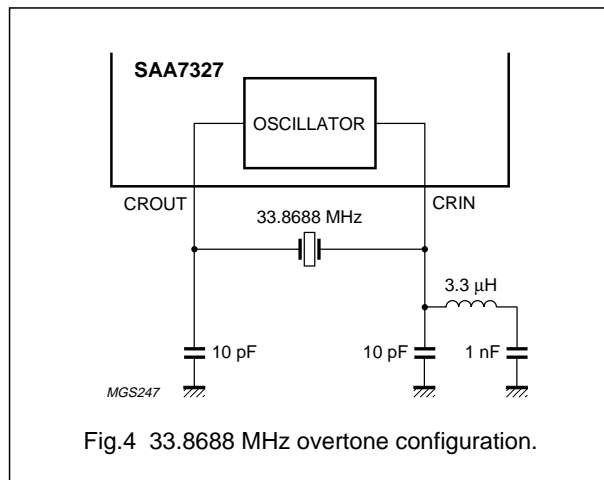 SAA7327
OSCILLATOR
CROUT
CRIN
33.8688 MHz
3.3 μH
10 pF
10 pF
1 nF
MGS247
Fig.4 33.8688 MHz overtone configuration.